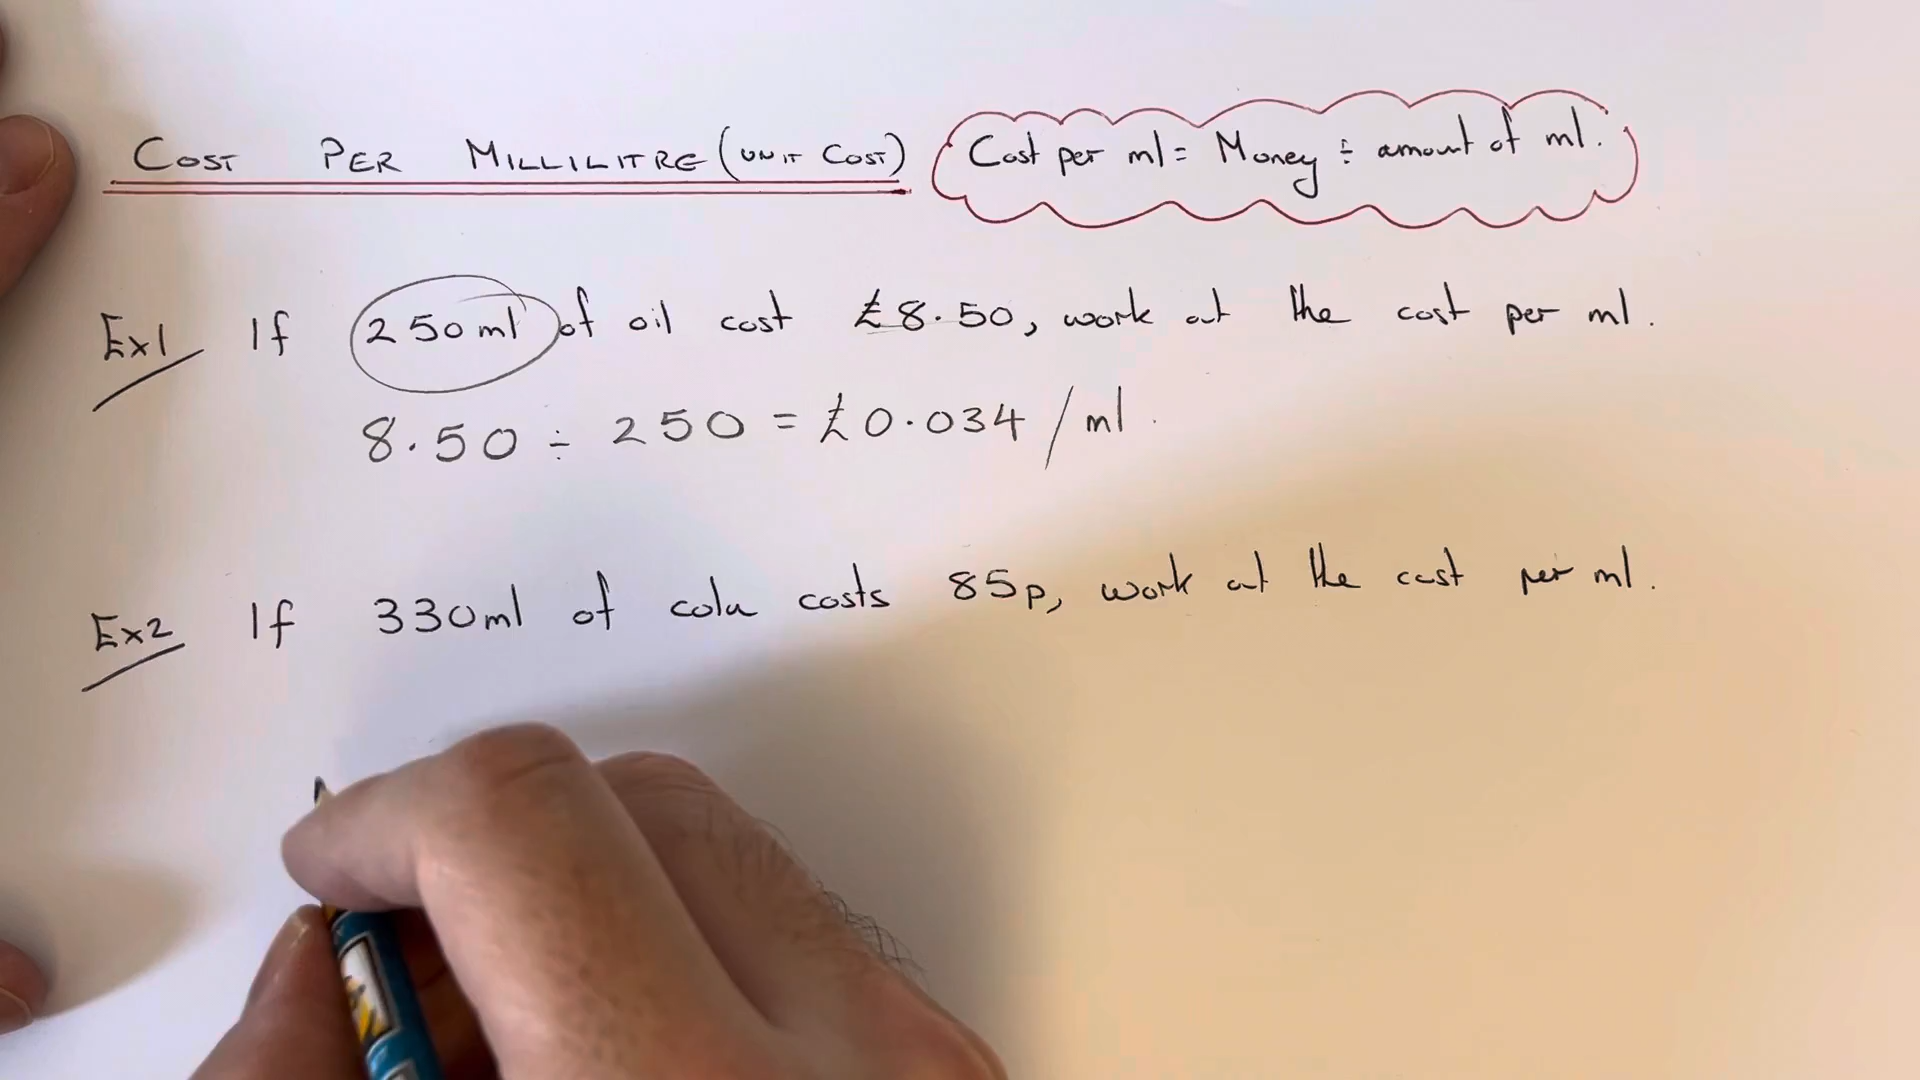 COST PER MILLILITRE (UNIT COST)
Cost per ml = Money ÷ amount of ml.
Ex1 If 250ml of oil cost £8.50, work out the cost per ml.
8.50 ÷ 250 = £0.034 / ml.
Ex2 If 330ml of cola costs 85p, work out the cost per ml.